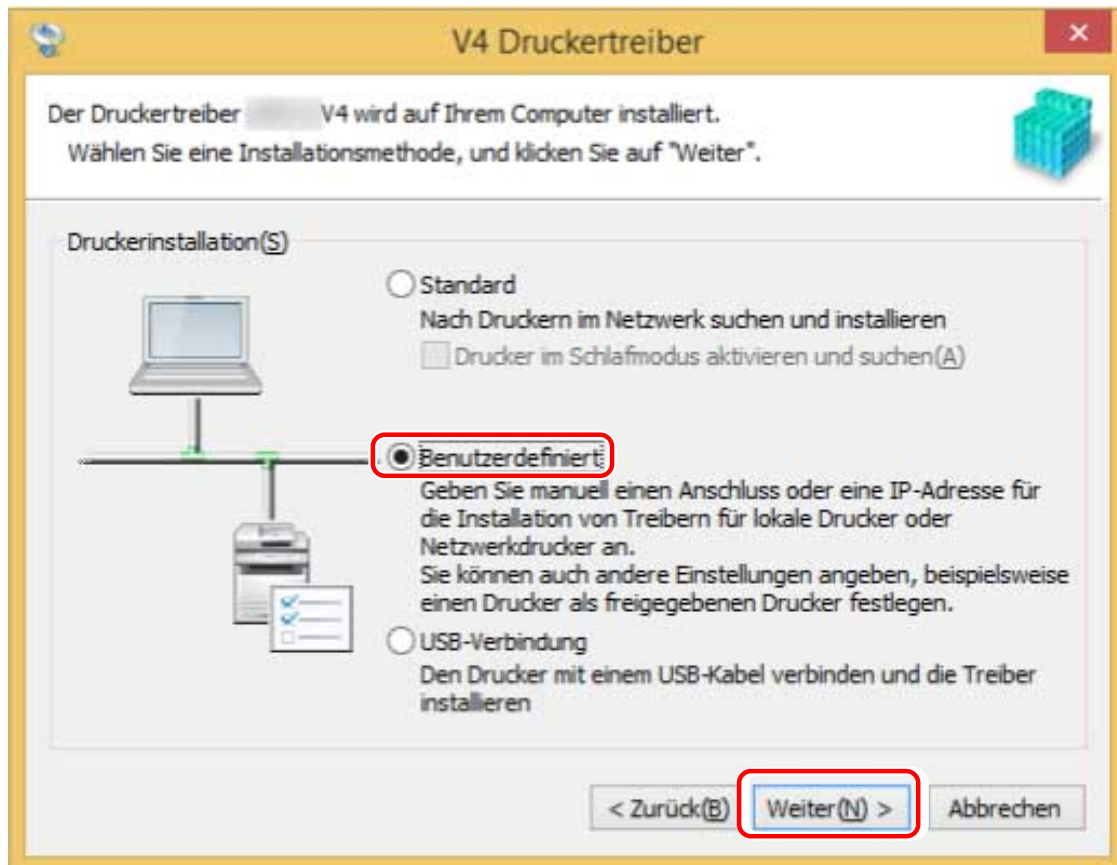 V4 Druckertreiber
Der Druckertreiber V4 wird auf Ihrem Computer installiert.
Wählen Sie eine Installationsmethode, und klicken Sie auf "Weiter".
Druckerinstallation(S)
Standard
Nach Druckern im Netzwerk suchen und installieren
Drucker im Schlafmodus aktivieren und suchen(A)
Benutzerdefiniert
Geben Sie manuell einen Anschluss oder eine IP-Adresse für
die Installation von Treibern für lokale Drucker oder
Netzwerkdrucker an.
Sie können auch andere Einstellungen angeben, beispielsweise
einen Drucker als freigegebenen Drucker festlegen.
USB-Verbindung
Den Drucker mit einem USB-Kabel verbinden und die Treiber
installieren
< Zurück(B) Weiter(N) > Abbrechen